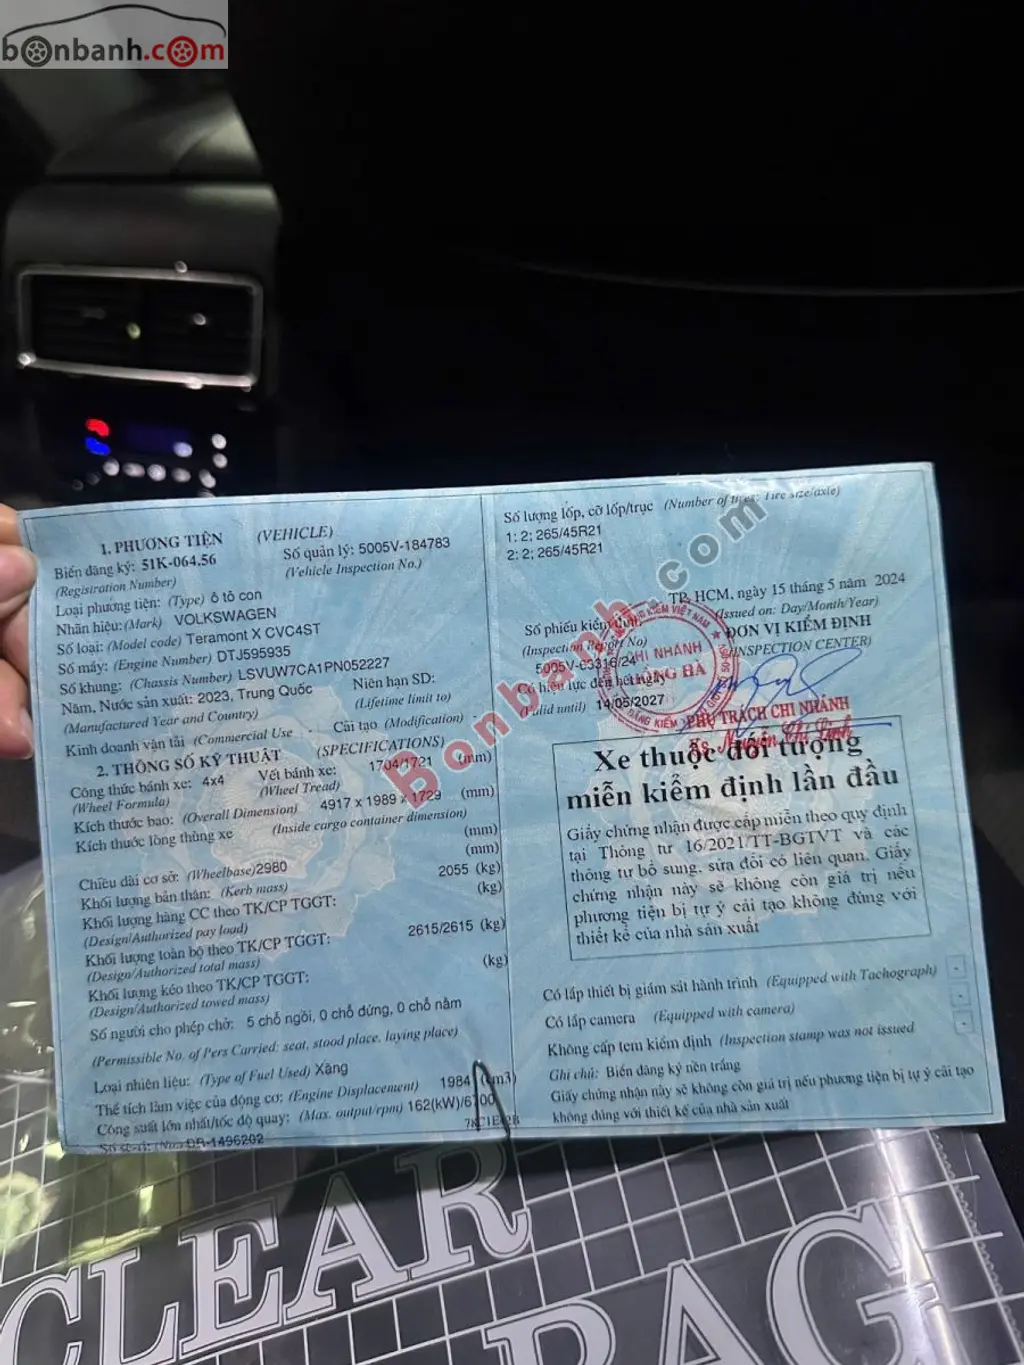 bonbanh.com
1. PHƯƠNG TIỆN (VEHICLE)
Biển đăng ký: 51K-064.56 Số quản lý: 5005V-184783
(Registration Number) (Vehicle Inspection No.)
Loại phương tiện: (Type) ô tô con
Nhãn hiệu: (Mark) VOLKSWAGEN
Số loại: (Model code) Teramont X CVC4ST
Số máy: (Engine Number) DTJ595935
Số khung: (Chassis Number) LSVUW7CA1PN052227
Năm, Nước sản xuất: 2023, Trung Quốc Niên hạn SD:
(Manufactured Year and Country) (Lifetime limit to)
Kinh doanh vận tải (Commercial Use - Cải tạo (Modification) -
2. THÔNG SỐ KỸ THUẬT (SPECIFICATIONS)
Công thức bánh xe: 4x4 Vết bánh xe: 1704/1721 (mm)
(Wheel Formula) (Wheel Tread)
Kích thước bao: (Overall Dimension) 4917 x 1989 x 1729 (mm)
Kích thước lòng thùng xe (Inside cargo container dimension)
(mm)
Chiều dài cơ sở: (Wheelbase)2980 (mm)
Khối lượng bản thân: (Kerb mass) 2055 (kg)
Khối lượng hàng CC theo TK/CP TGGT: (kg)
(Design/Authorized pay load)
Khối lượng toàn bộ theo TK/CP TGGT: 2615/2615 (kg)
(Design/Authorized total mass)
Khối lượng kéo theo TK/CP TGGT: (kg)
(Design/Authorized towed mass)
Số người cho phép chở: 5 chỗ ngồi, 0 chỗ đứng, 0 chỗ nằm
(Permissible No. of Pers Carried: seat, stood place, laying place)
Loại nhiên liệu: (Type of Fuel Used) Xăng
Thể tích làm việc của động cơ: (Engine Displacement) 1984 (cm3)
Công suất lớn nhất/tốc độ quay: (Max. output/rpm) 162(kW)/
ĐB-1496202
Số lượng lốp, cỡ lốp/trục (Number of tires; Tire size/axle)
1: 2; 265/45R21
2: 2; 265/45R21
TP. HCM, ngày 15 tháng 5 năm 2024
(Issued on: Day/Month/Year)
Số phiếu kiểm định ĐƠN VỊ KIỂM ĐỊNH
(Inspection Report No) (INSPECTION CENTER)
5005V-03316/24
Có hiệu lực đến hết ngày
(Valid until) 14/05/2027
CHI NHÁNH
PHỤ TRÁCH CHI NHÁNH
Xe thuộc đối tượng
miễn kiểm định lần đầu
Giấy chứng nhận được cấp miễn theo quy định
tại Thông tư 16/2021/TT-BGTVT và các
thông tư bổ sung, sửa đổi có liên quan. Giấy
chứng nhận này sẽ không còn giá trị nếu
phương tiện bị tự ý cải tạo không đúng với
thiết kế của nhà sản xuất
Có lắp thiết bị giám sát hành trình (Equipped with Tachograph) -
Có lắp camera (Equipped with camera) -
Không cấp tem kiểm định (Inspection stamp was not issued -
Ghi chú: Biển đăng ký nền trắng
Giấy chứng nhận này sẽ không còn giá trị nếu phương tiện bị tự ý cải tạo
không đúng với thiết kế của nhà sản xuất
Bonbanh.com
CLEAR
BAG